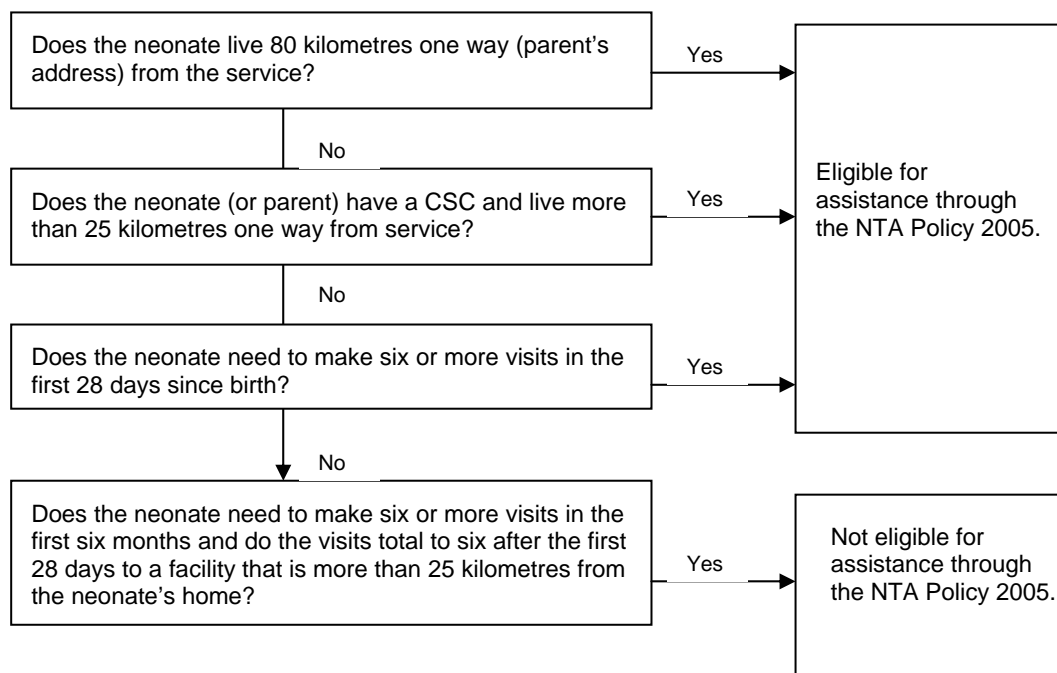 Does the neonate live 80 kilometres one way (parent's
address) from the service?
Yes
No
Does the neonate (or parent) have a CSC and live more
than 25 kilometres one way from service?
Yes
Eligible for
assistance through
the NTA Policy 2005.
No
Does the neonate need to make six or more visits in the
first 28 days since birth?
Yes
No
Does the neonate need to make six or more visits in the
first six months and do the visits total to six after the first
28 days to a facility that is more than 25 kilometres from
the neonate's home?
Yes
Not eligible for
assistance through
the NTA Policy 2005.